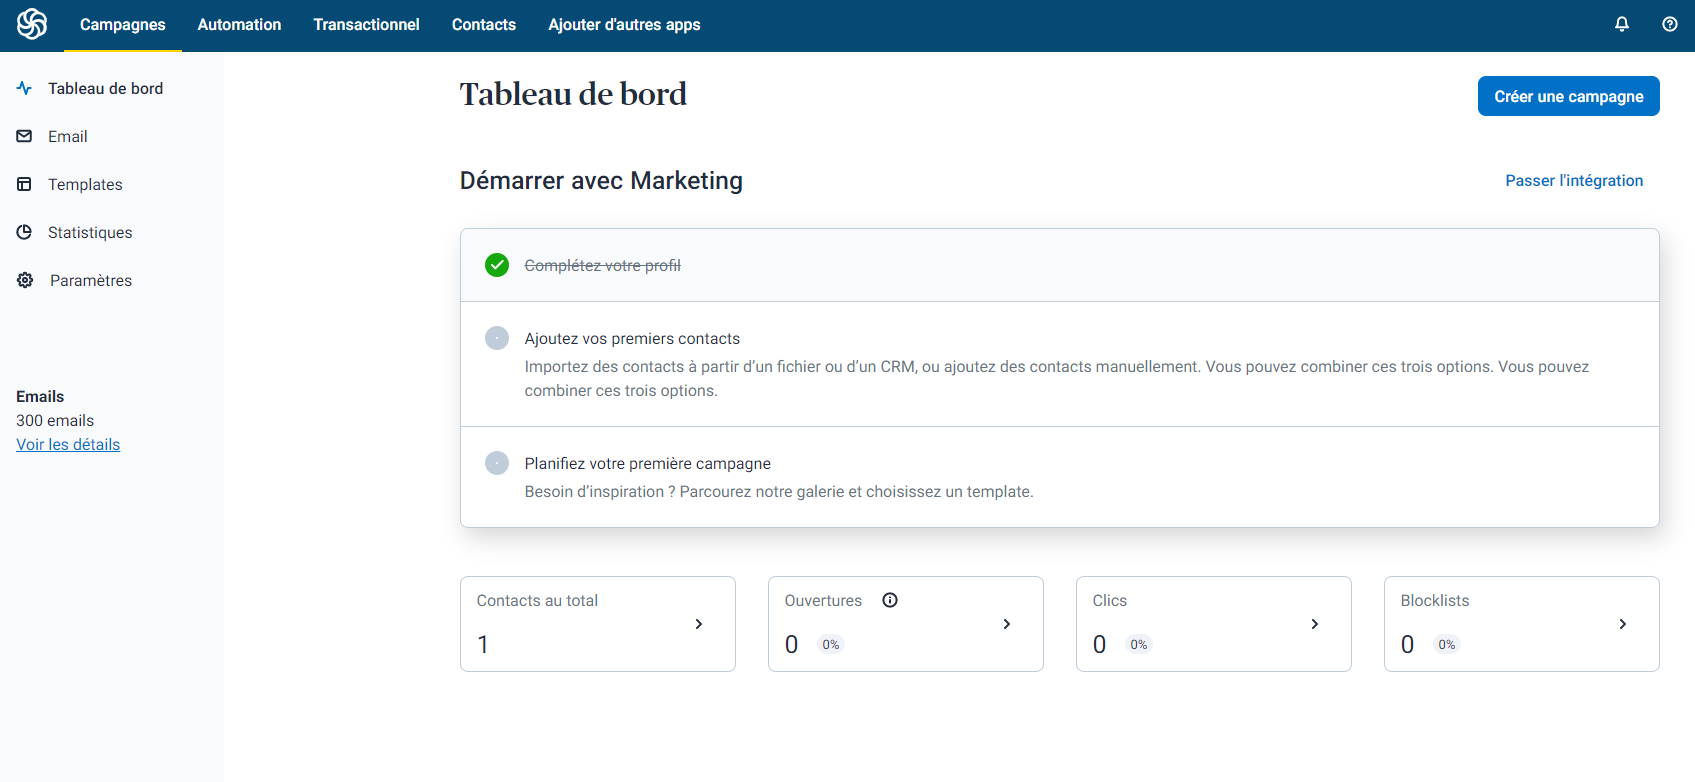 Campagnes Automation Transactionnel Contacts Ajouter d'autres apps
Tableau de bord
Email
Templates
Statistiques
Paramètres
Emails
300 emails
Voir les détails
Tableau de bord
Créer une campagne
Démarrer avec Marketing
Passer l'intégration
Complétez votre profil
Ajoutez vos premiers contacts
Importez des contacts à partir d’un fichier ou d’un CRM, ou ajoutez des contacts manuellement. Vous pouvez combiner ces trois options. Vous pouvez
combiner ces trois options.
Planifiez votre première campagne
Besoin d’inspiration ? Parcourez notre galerie et choisissez un template.
Contacts au total
1
Ouvertures
0 0%
Clics
0 0%
Blocklists
0 0%